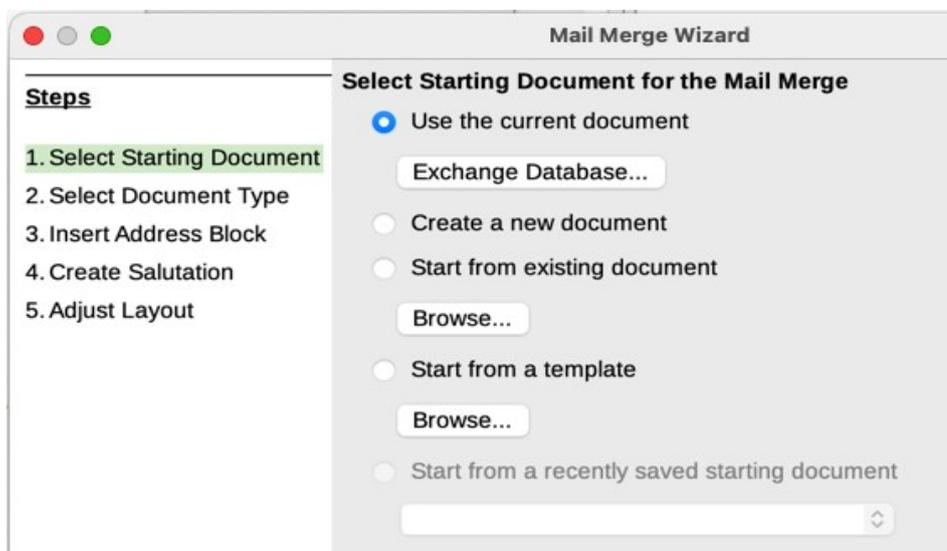 Mail Merge Wizard
Steps
1. Select Starting Document
2. Select Document Type
3. Insert Address Block
4. Create Salutation
5. Adjust Layout
Select Starting Document for the Mail Merge
Use the current document
Exchange Database...
Create a new document
Start from existing document
Browse...
Start from a template
Browse...
Start from a recently saved starting document